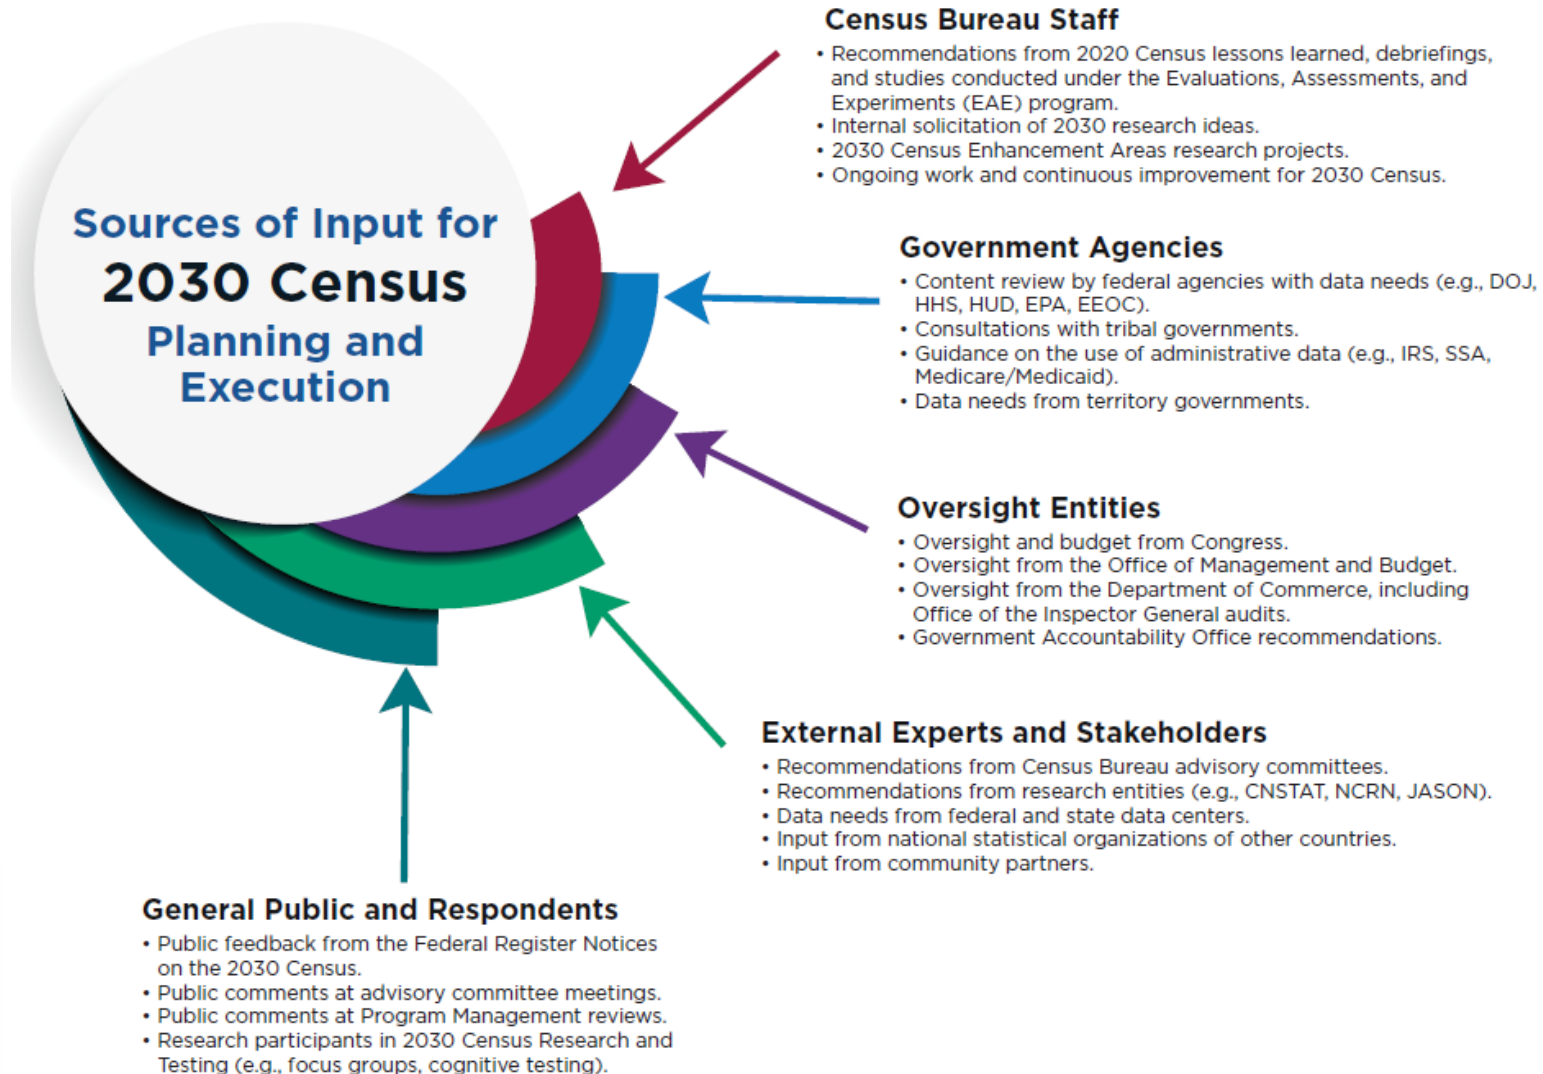 Sources of Input for
2030 Census
Planning and
Execution
Census Bureau Staff
• Recommendations from 2020 Census lessons learned, debriefings,
and studies conducted under the Evaluations, Assessments, and
Experiments (EAE) program.
• Internal solicitation of 2030 research ideas.
• 2030 Census Enhancement Areas research projects.
• Ongoing work and continuous improvement for 2030 Census.
Government Agencies
• Content review by federal agencies with data needs (e.g., DOJ,
HHS, HUD, EPA, EEOC).
• Consultations with tribal governments.
• Guidance on the use of administrative data (e.g., IRS, SSA,
Medicare/Medicaid).
• Data needs from territory governments.
Oversight Entities
• Oversight and budget from Congress.
• Oversight from the Office of Management and Budget.
• Oversight from the Department of Commerce, including
Office of the Inspector General audits.
• Government Accountability Office recommendations.
External Experts and Stakeholders
• Recommendations from Census Bureau advisory committees.
• Recommendations from research entities (e.g., CNSTAT, NCRN, JASON).
• Data needs from federal and state data centers.
• Input from national statistical organizations of other countries.
• Input from community partners.
General Public and Respondents
• Public feedback from the Federal Register Notices
on the 2030 Census.
• Public comments at advisory committee meetings.
• Public comments at Program Management reviews.
• Research participants in 2030 Census Research and
Testing (e.g., focus groups, cognitive testing).